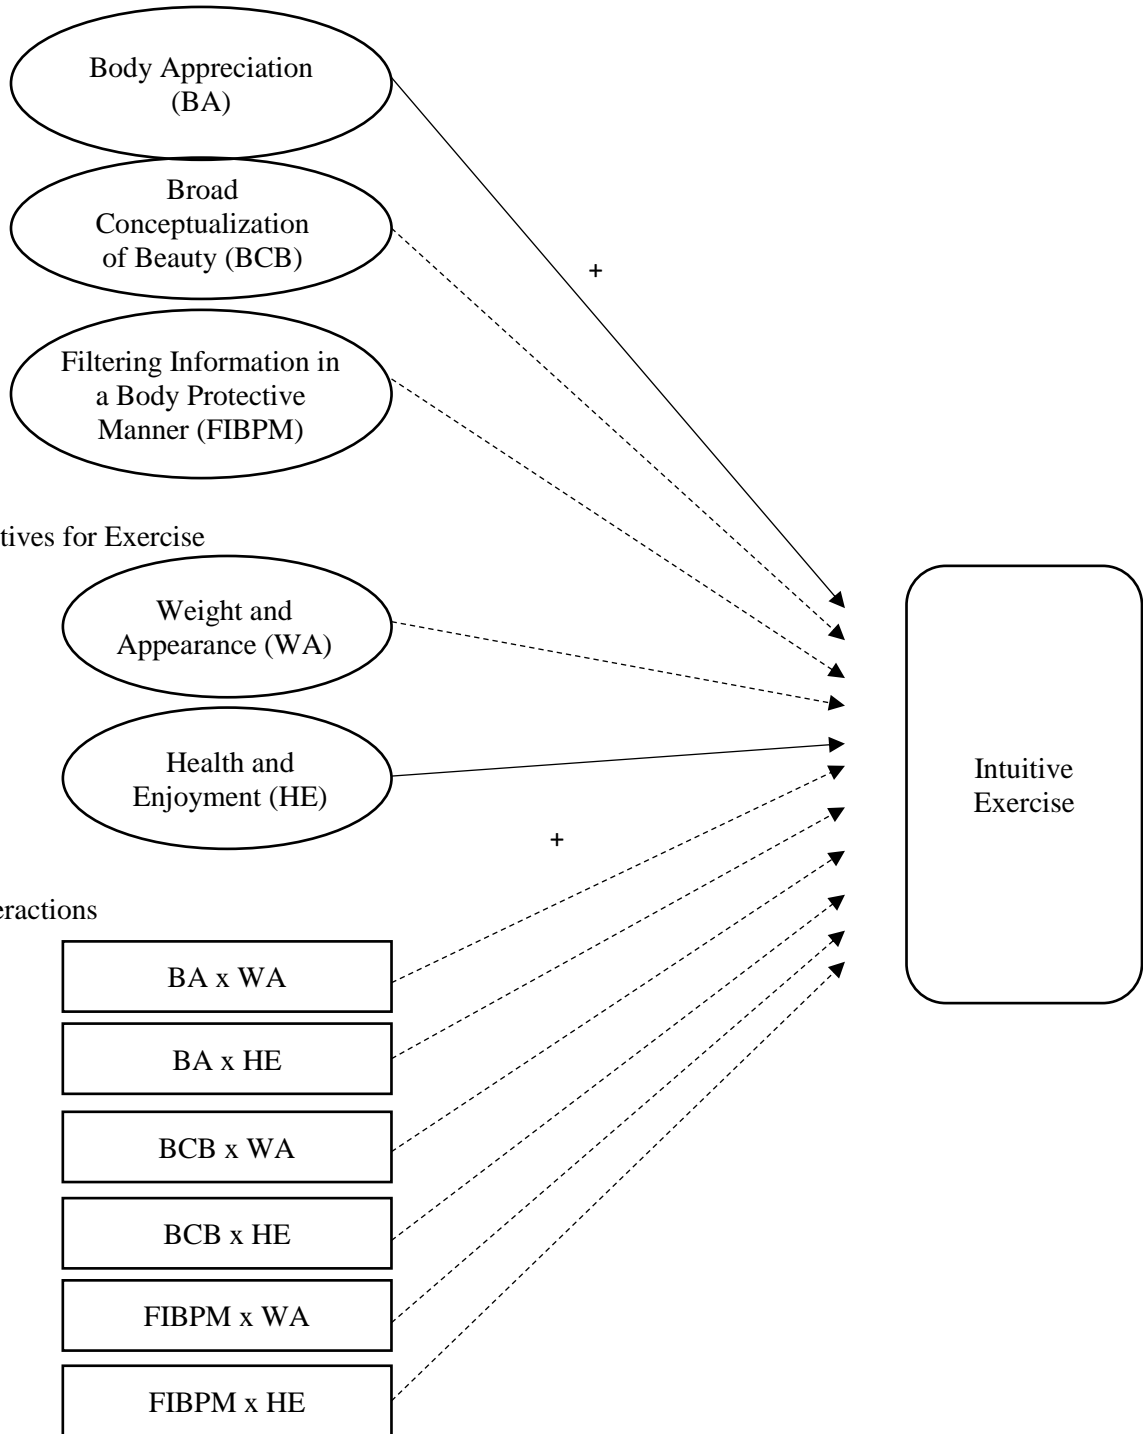 Body Appreciation
(BA)
Broad
Conceptualization
of Beauty (BCB)
+
Filtering Information in
a Body Protective
Manner (FIBPM)
tives for Exercise
Weight and
Appearance (WA)
Health and
Enjoyment (HE)
Intuitive
Exercise
+
eractions
BA x WA
BA x HE
BCB x WA
BCB x HE
FIBPM x WA
FIBPM x HE